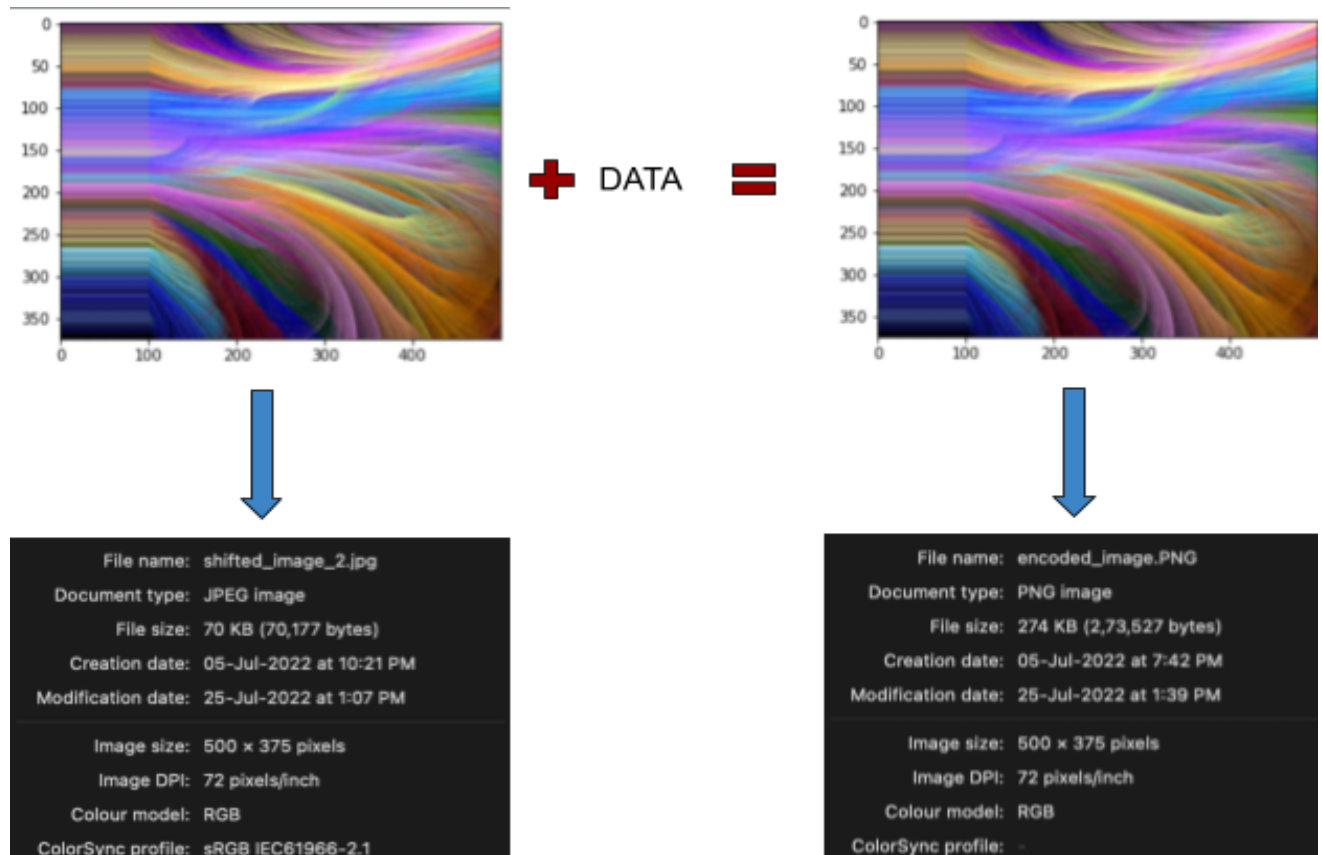 0
50
100
150
200
250
300
350
0 100 200 300 400
DATA
0
50
100
150
200
250
300
350
0 100 200 300 400
File name: shifted_image_2.jpg
Document type: JPEG image
File size: 70 KB (70,177 bytes)
Creation date: 05-Jul-2022 at 10:21 PM
Modification date: 25-Jul-2022 at 1:07 PM
Image size: 500 × 375 pixels
Image DPI: 72 pixels/inch
Colour model: RGB
ColorSync profile: sRGB IEC61966-2.1
File name: encoded_image.PNG
Document type: PNG image
File size: 274 KB (2,73,527 bytes)
Creation date: 05-Jul-2022 at 7:42 PM
Modification date: 25-Jul-2022 at 1:39 PM
Image size: 500 × 375 pixels
Image DPI: 72 pixels/inch
Colour model: RGB
ColorSync profile: -